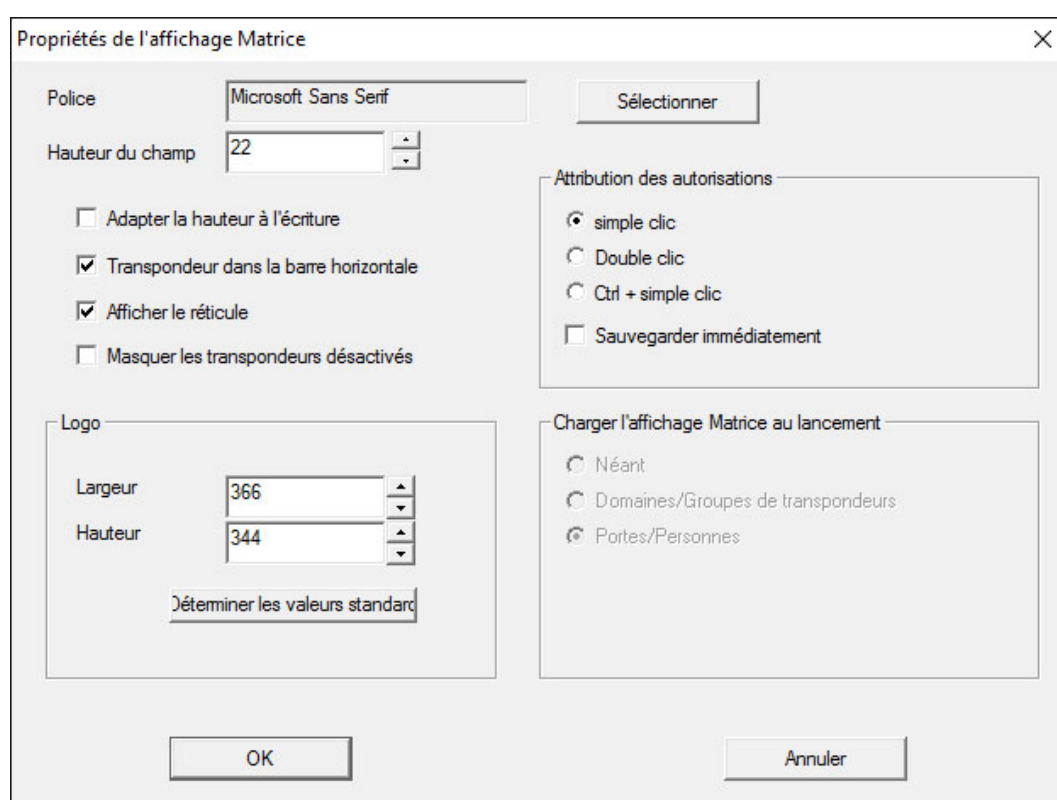 Propriétés de l'affichage Matrice
Police
Microsoft Sans Serif
Sélectionner
Hauteur du champ
22
Adapter la hauteur à l'écriture
Transpondeur dans la barre horizontale
Afficher le réticule
Masquer les transpondeurs désactivés
Attribution des autorisations
simple clic
Double clic
Ctrl + simple clic
Sauvegarder immédiatement
Logo
Largeur
366
Hauteur
344
Déterminer les valeurs standard
Charger l'affichage Matrice au lancement
Néant
Domaines/Groupes de transpondeurs
Portes/Personnes
OK
Annuler